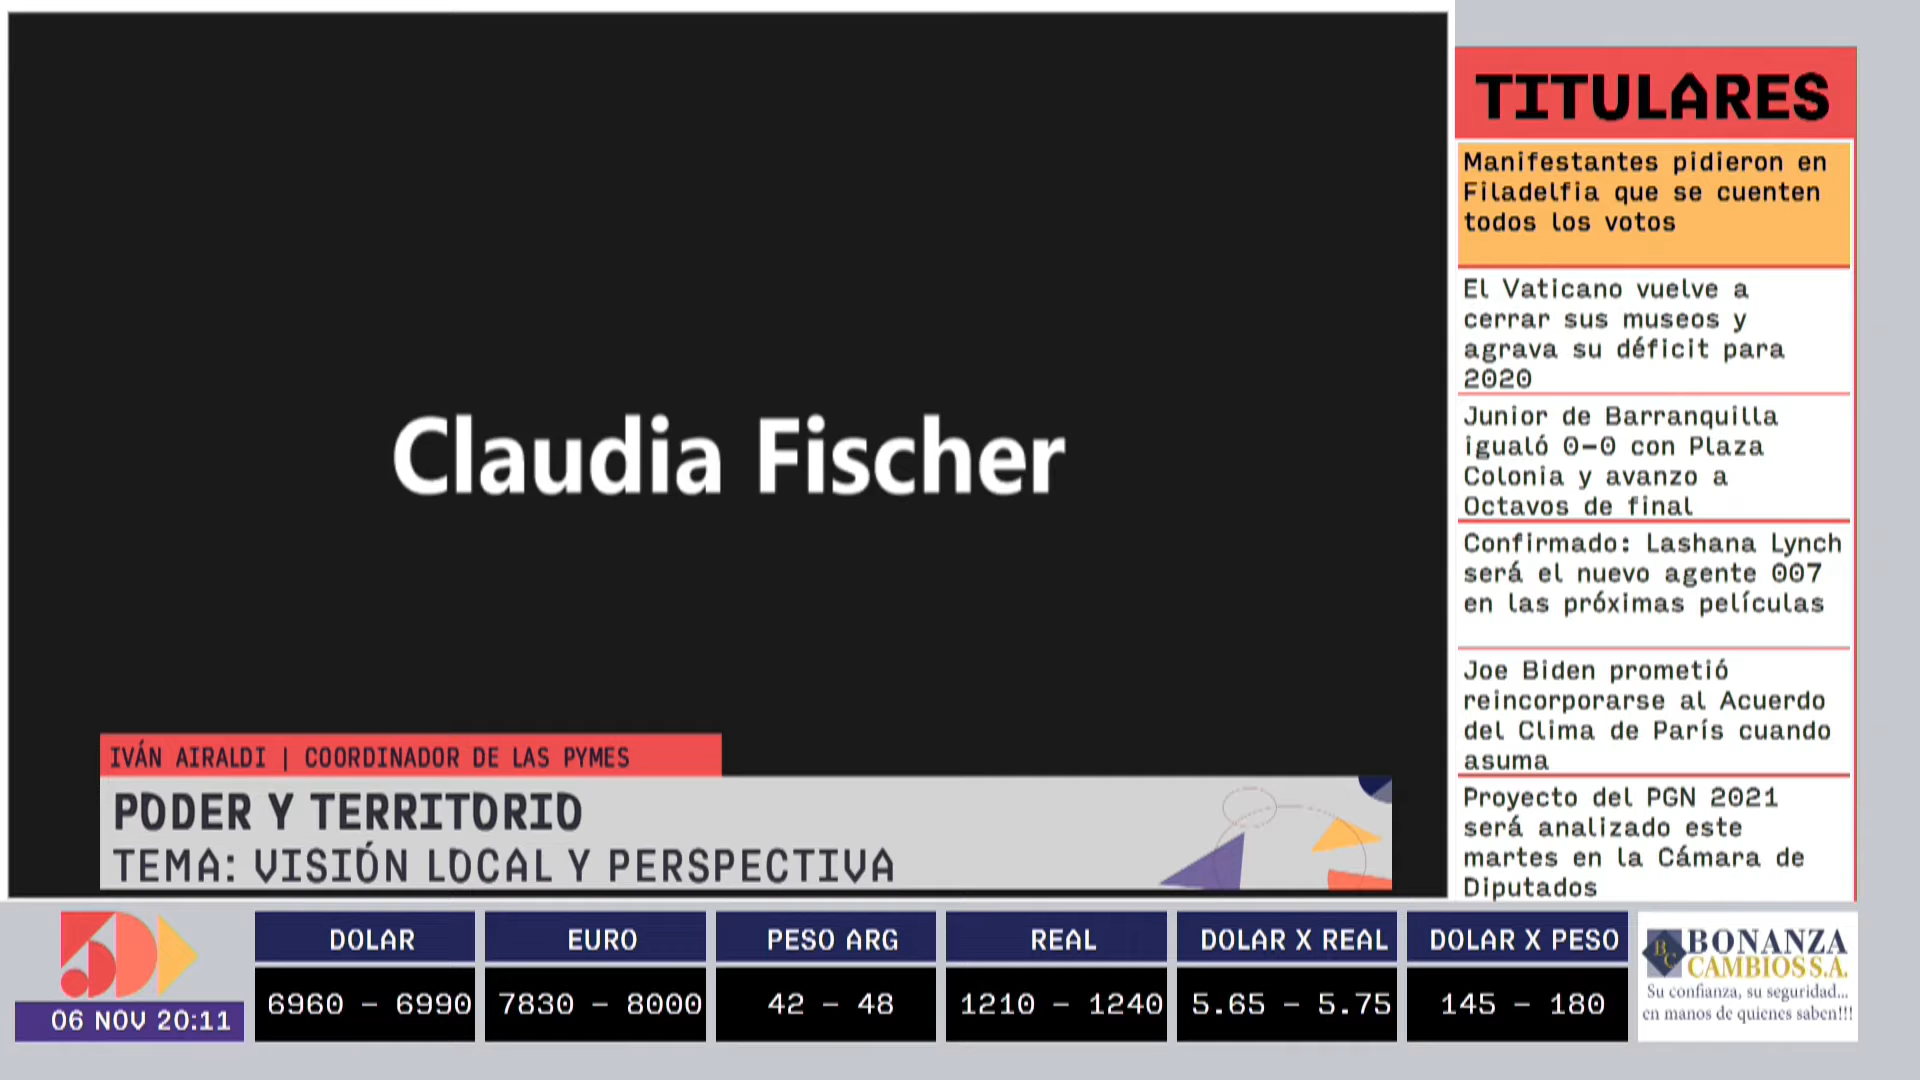 Claudia Fischer
IVÁN AIRALDI | COORDINADOR DE LAS PYMES
PODER Y TERRITORIO
TEMA: VISIÓN LOCAL Y PERSPECTIVA
TITULARES
Manifestantes pidieron en
Filadelfia que se cuenten
todos los votos
El Vaticano vuelve a
cerrar sus museos y
agrava su déficit para
2020
Junior de Barranquilla
igualó 0-0 con Plaza
Colonia y avanzo a
Octavos de final
Confirmado: Lashana Lynch
será el nuevo agente 007
en las próximas películas
Joe Biden prometió
reincorporarse al Acuerdo
del Clima de París cuando
asuma
Proyecto del PGN 2021
será analizado este
martes en la Cámara de
Diputados
5D
06 NOV 20:11
DOLAR
6960 - 6990
EURO
7830 - 8000
PESO ARG
42 - 48
REAL
1210 - 1240
DOLAR X REAL
5.65 - 5.75
DOLAR X PESO
145 - 180
BC
BONANZA
CAMBIOS S.A.
Su confianza, su seguridad...
en manos de quienes saben!!!